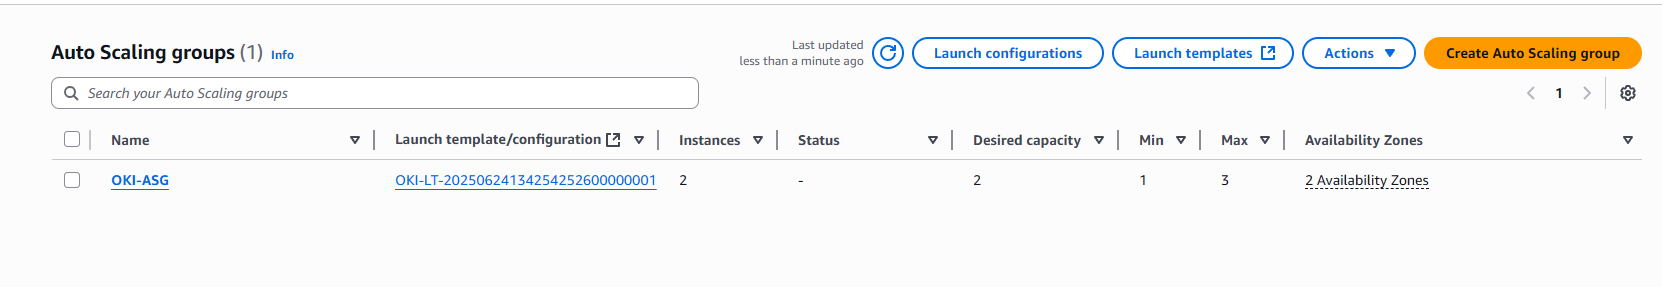 Auto Scaling groups (1) Info
Last updated
less than a minute ago
Launch configurations
Launch templates
Actions
Create Auto Scaling group
Search your Auto Scaling groups
1
Name Launch template/configuration Instances Status Desired capacity Min Max Availability Zones
OKI-ASG OKI-LT-20250624134254252600000001 2 - 2 1 3 2 Availability Zones